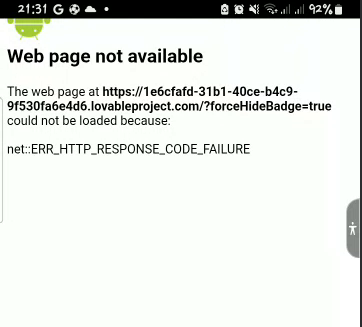 21:31 G 92%
Web page not available
The web page at https://1e6cfafd-31b1-40ce-b4c9-
9f530fa6e4d6.lovableproject.com/?forceHideBadge=true
could not be loaded because:
net::ERR_HTTP_RESPONSE_CODE_FAILURE